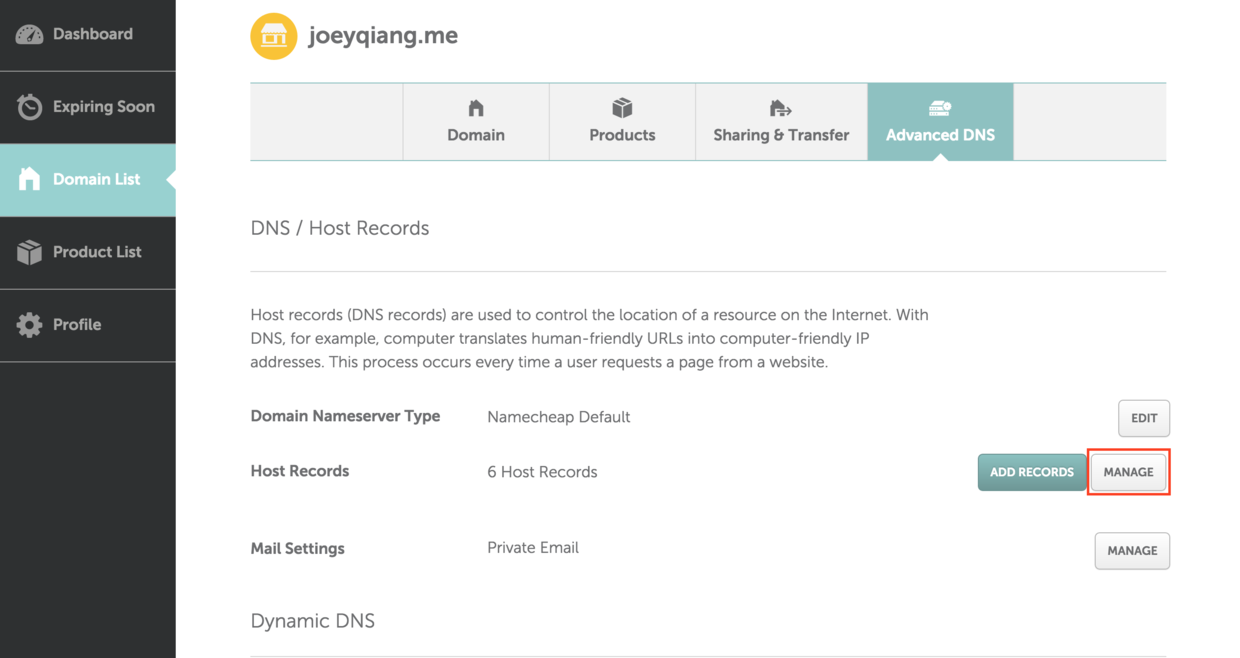 Dashboard
Expiring Soon
Domain List
Product List
Profile
joeyqiang.me
Domain
Products
Sharing & Transfer
Advanced DNS
DNS / Host Records
Host records (DNS records) are used to control the location of a resource on the Internet. With
DNS, for example, computer translates human-friendly URLs into computer-friendly IP
addresses. This process occurs every time a user requests a page from a website.
Domain Nameserver Type Namecheap Default EDIT
Host Records 6 Host Records ADD RECORDS MANAGE
Mail Settings Private Email MANAGE
Dynamic DNS